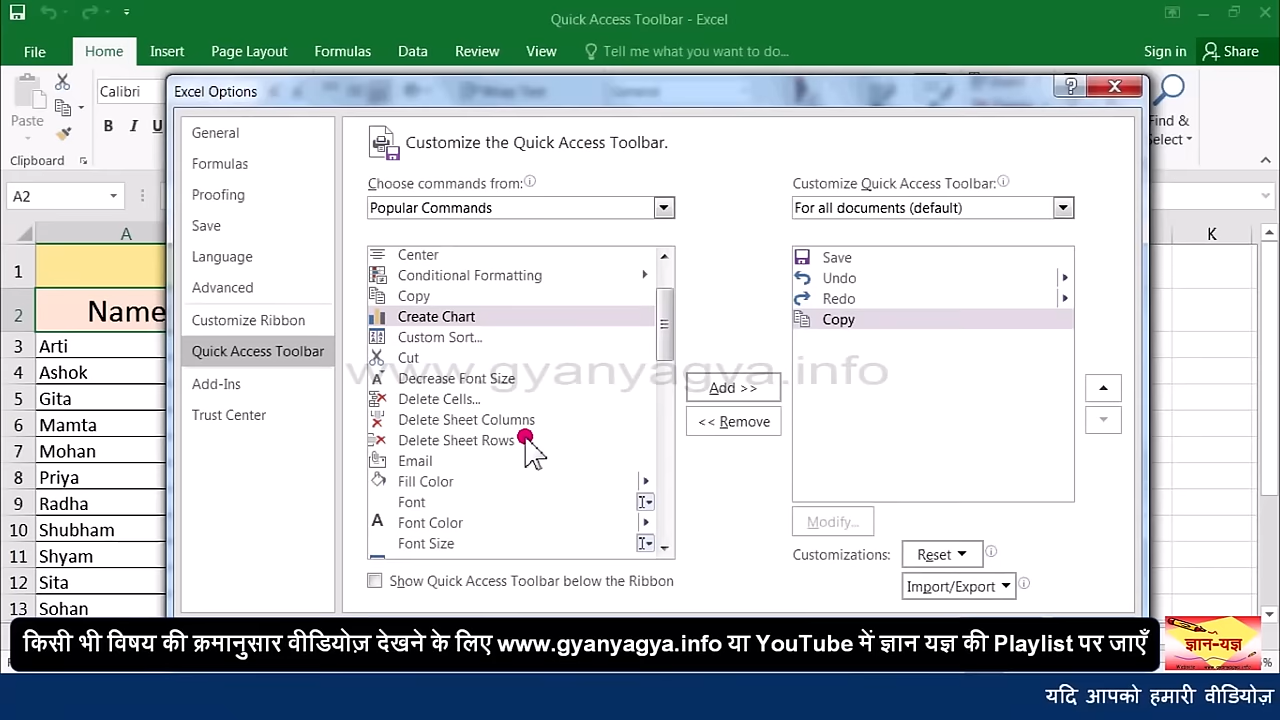 Quick Access Toolbar - Excel
File Home Insert Page Layout Formulas Data Review View Tell me what you want to do... Sign in Share
Calibri
Paste
B I U
Find &
Select
Clipboard
A2
A K
1
2 Name
3 Arti
4 Ashok
5 Gita
6 Mamta
7 Mohan
8 Priya
9 Radha
10 Shubham
11 Shyam
12 Sita
13 Sohan
Excel Options
General
Formulas
Proofing
Save
Language
Advanced
Customize Ribbon
Quick Access Toolbar
Add-Ins
Trust Center
Customize the Quick Access Toolbar.
Choose commands from:
Popular Commands
Center
Conditional Formatting
Copy
Create Chart
Custom Sort...
Cut
Decrease Font Size
Delete Cells...
Delete Sheet Columns
Delete Sheet Rows
Email
Fill Color
Font
Font Color
Font Size
Show Quick Access Toolbar below the Ribbon
Add >>
<< Remove
Customize Quick Access Toolbar:
For all documents (default)
Save
Undo
Redo
Copy
Modify...
Customizations: Reset
Import/Export
www.gyanyagya.info
किसी भी विषय की क्रमानुसार वीडियोज़ देखने के लिए www.gyanyagya.info या YouTube में ज्ञान यज्ञ की Playlist पर जाएँ
ज्ञान-यज्ञ
यदि आपको हमारी वीडियोज़